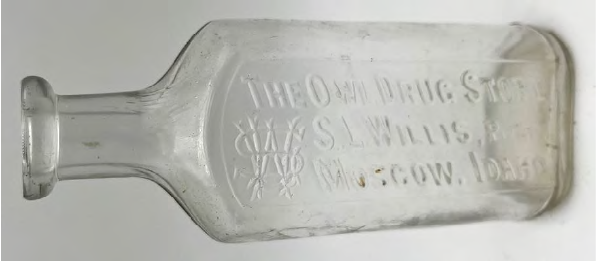 THE OWL DRUG STORE
S.L. WILLIS,
MOSCOW. IDAHO